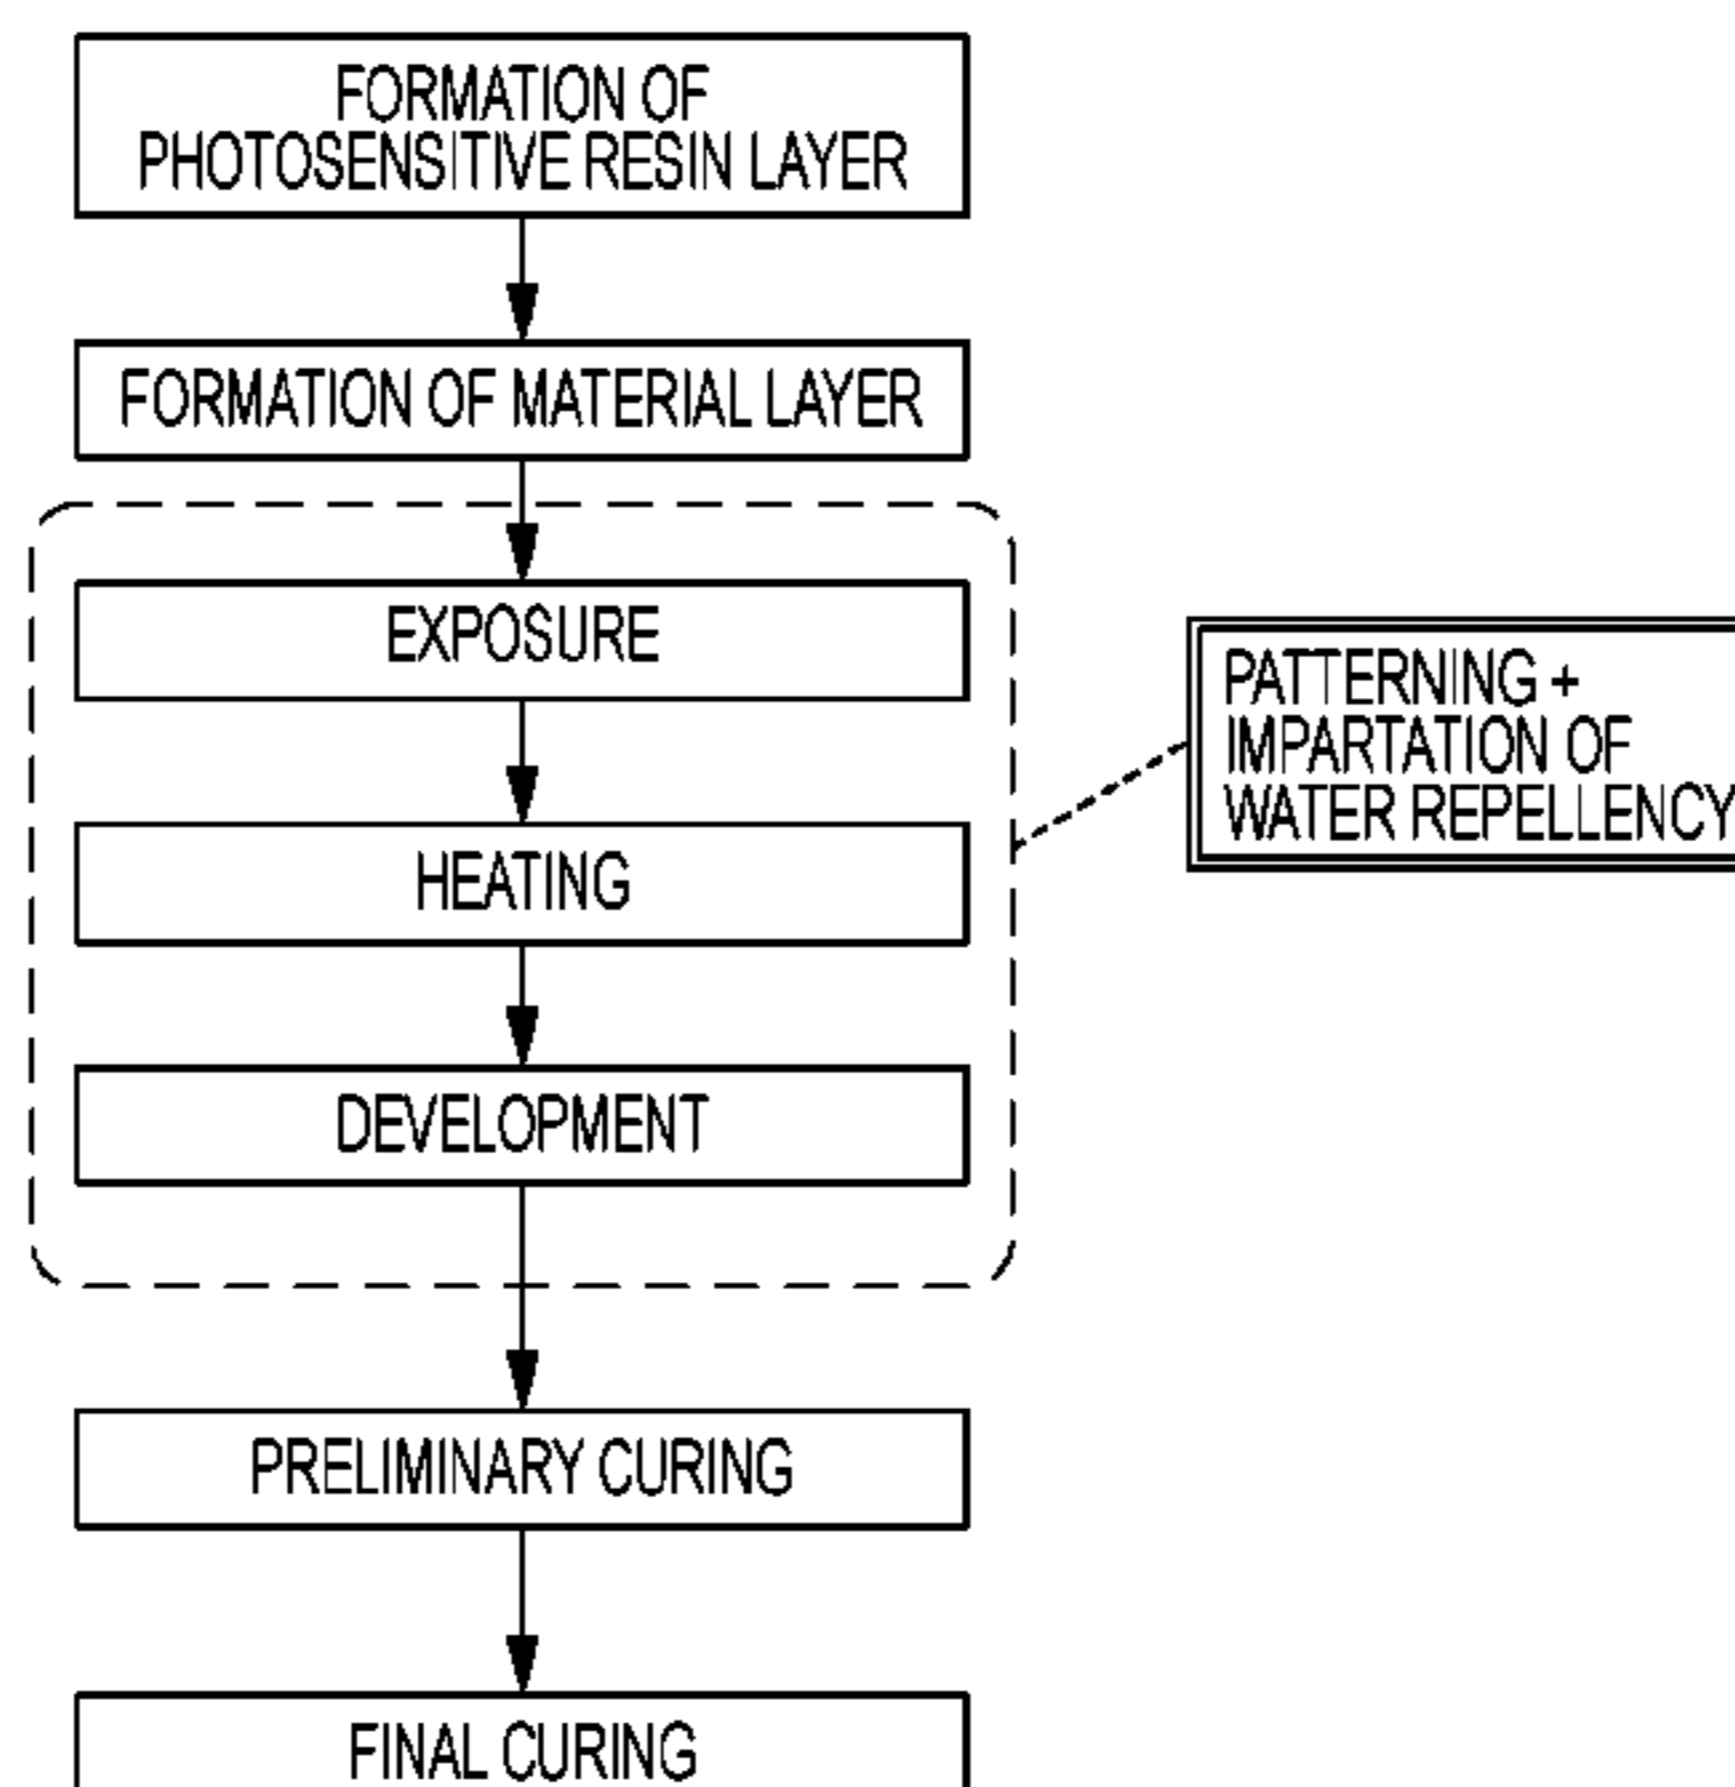 FORMATION OF
PHOTOSENSITIVE RESIN LAYER
FORMATION OF MATERIAL LAYER
EXPOSURE
PATTERNING +
IMPARTATION OF
WATER REPELLENCY
HEATING
DEVELOPMENT
PRELIMINARY CURING
FINAL CURING